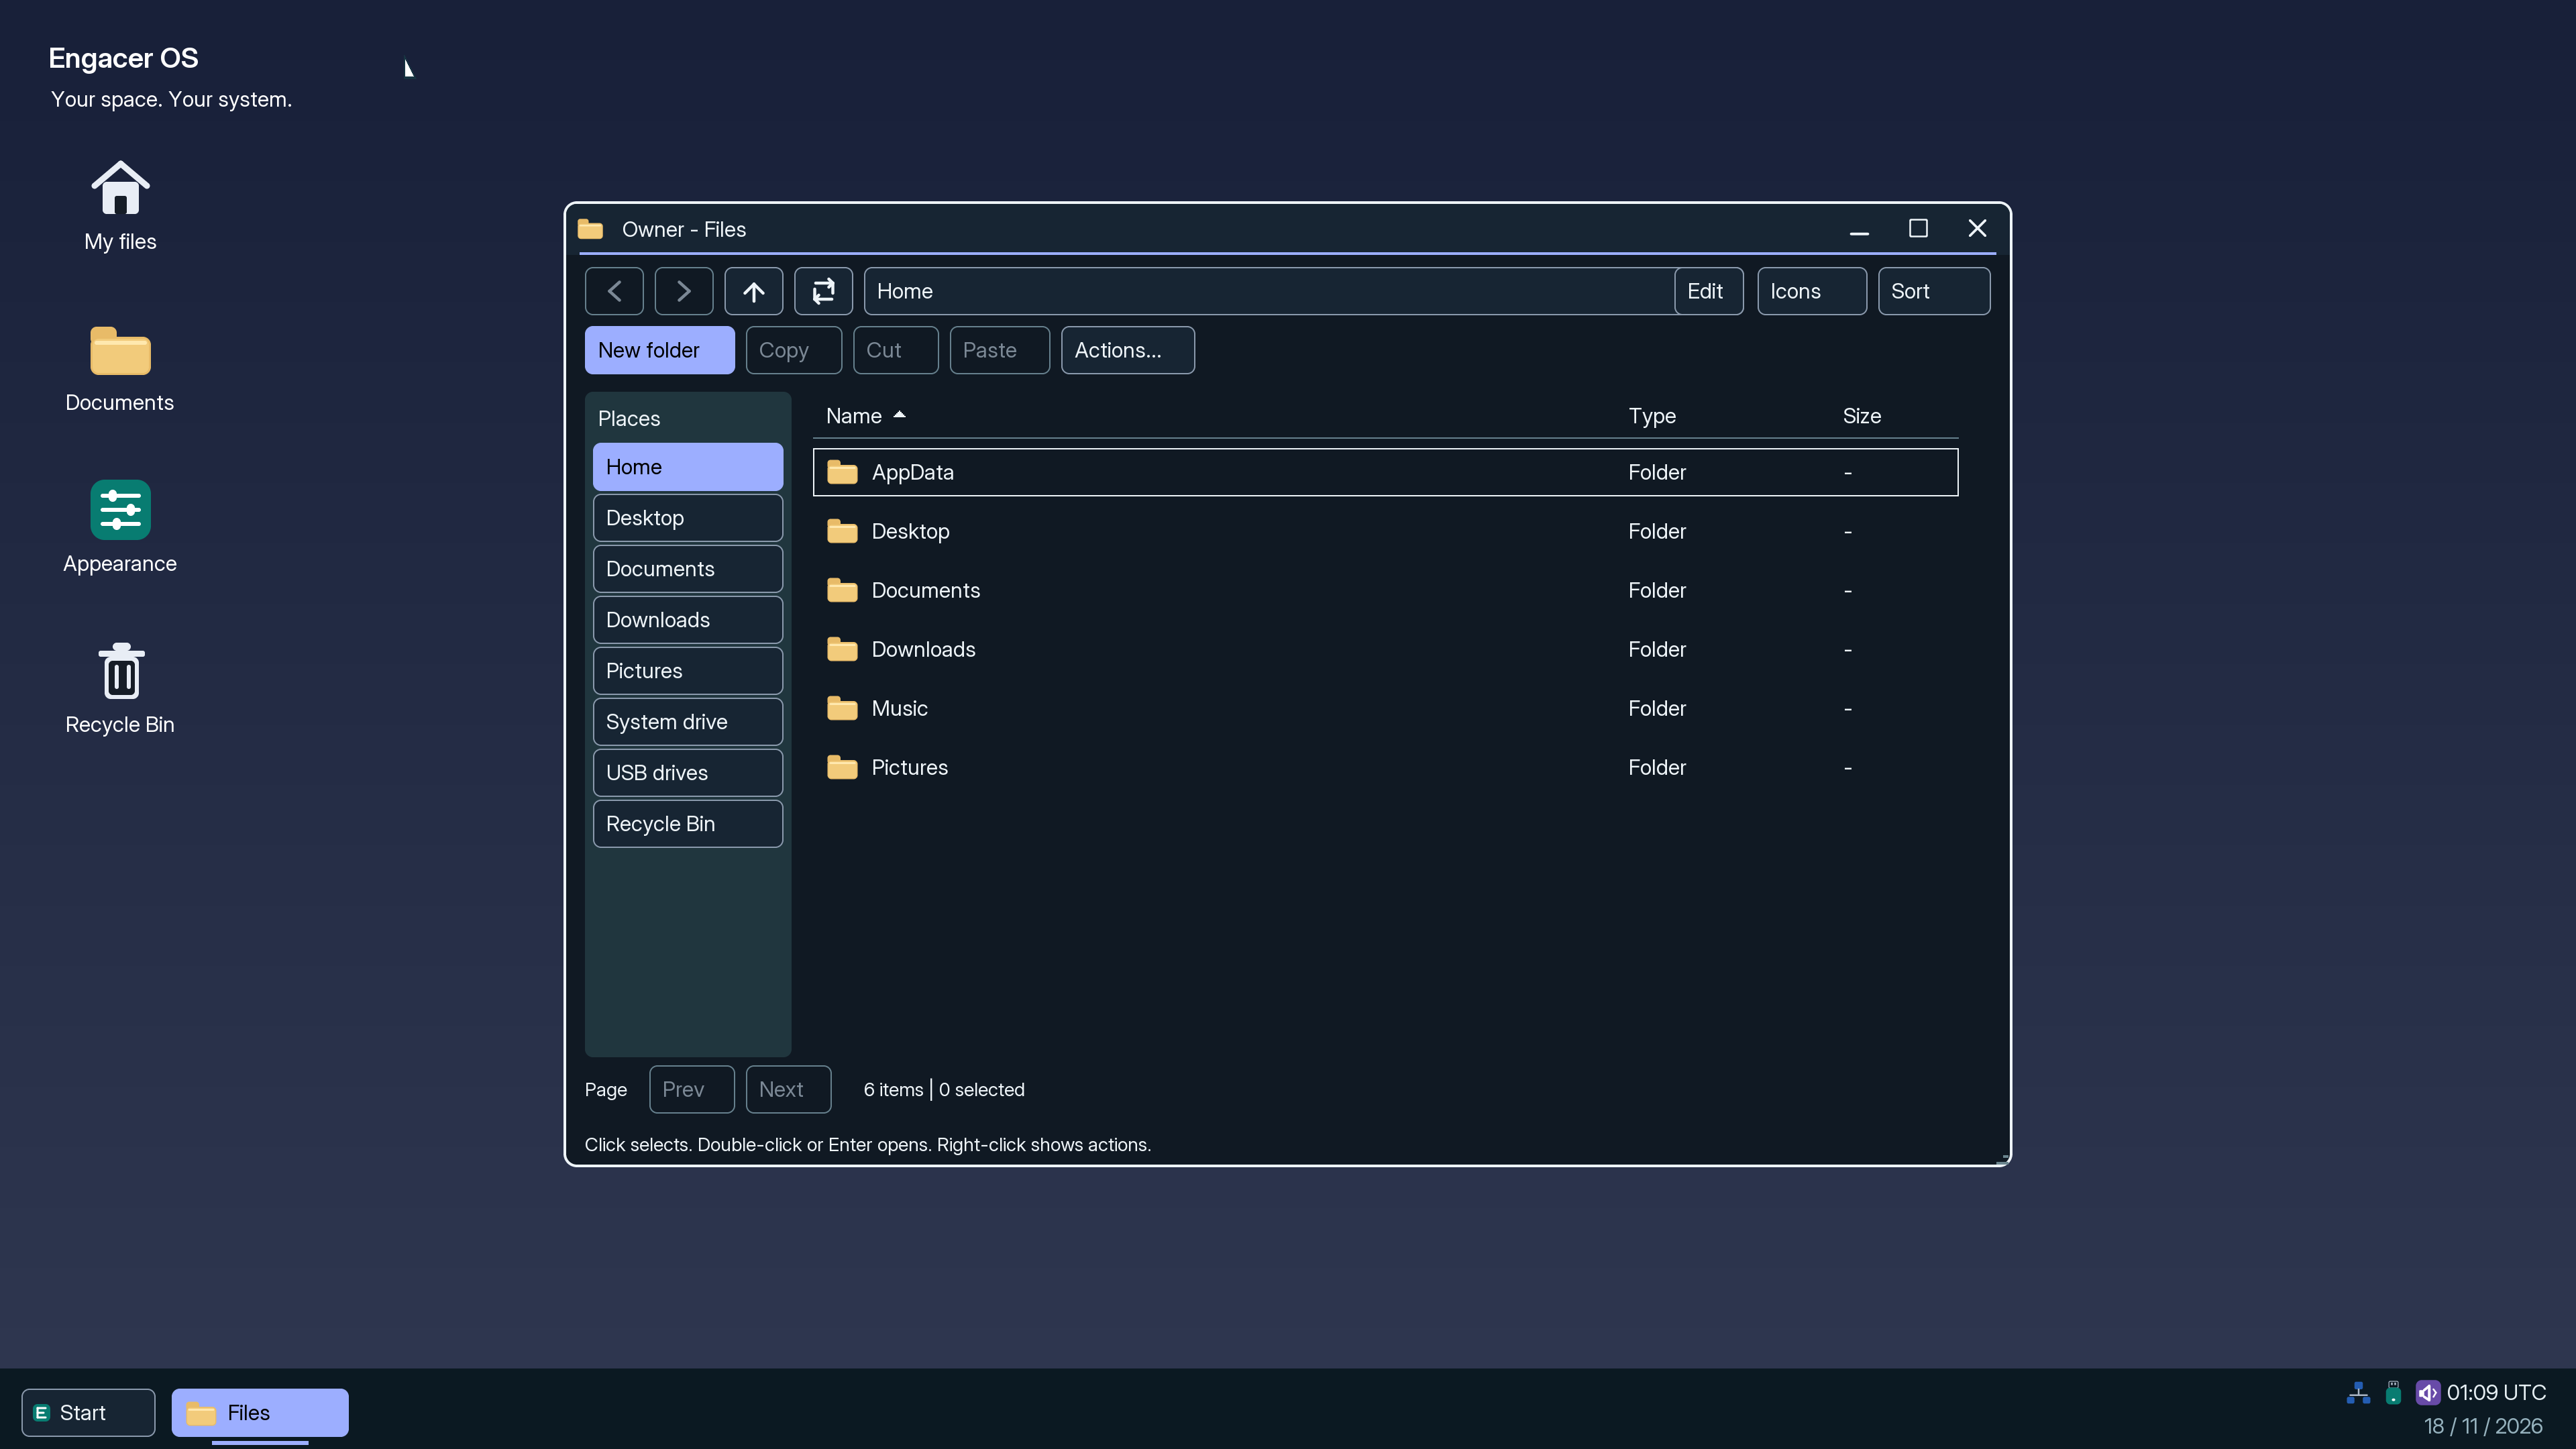 Engacer OS
Your space. Your system.
My files
Documents
Appearance
Recycle Bin
Owner - Files
Home Edit Icons Sort
New folder Copy Cut Paste Actions...
Places
Home
Desktop
Documents
Downloads
Pictures
System drive
USB drives
Recycle Bin
Name Type Size
AppData Folder -
Desktop Folder -
Documents Folder -
Downloads Folder -
Music Folder -
Pictures Folder -
Page Prev Next 6 items | 0 selected
Click selects. Double-click or Enter opens. Right-click shows actions.
E Start Files
01:09 UTC
18 / 11 / 2026